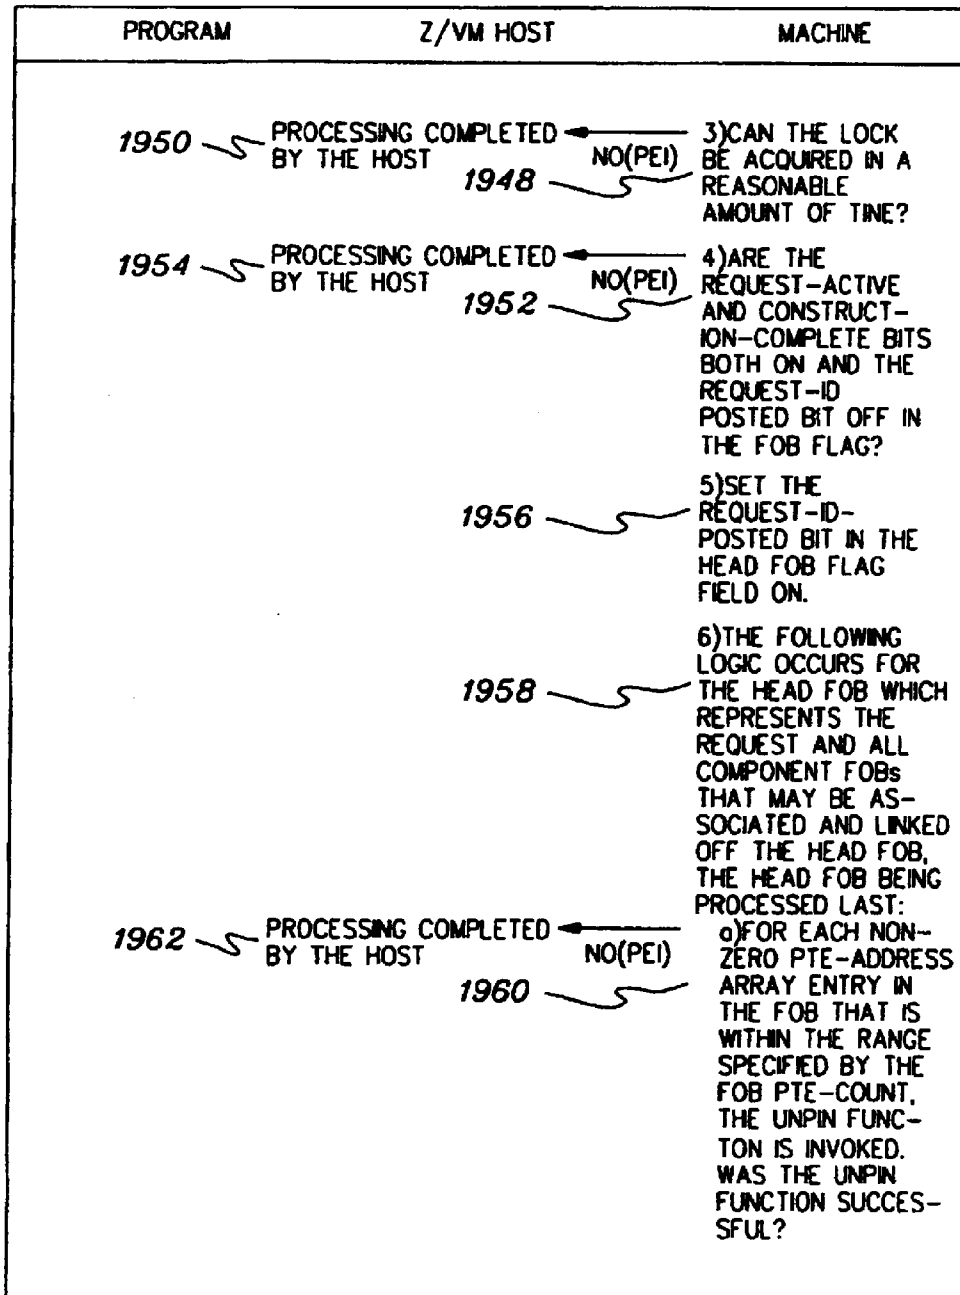 PROGRAM Z/VM HOST MACHINE
1950 PROCESSING COMPLETED
BY THE HOST
NO(PEI)
1948
3)CAN THE LOCK
BE ACQUIRED IN A
REASONABLE
AMOUNT OF TINE?
1954 PROCESSING COMPLETED
BY THE HOST
NO(PEI)
1952
4)ARE THE
REQUEST-ACTIVE
AND CONSTRUCT-
ION-COMPLETE BITS
BOTH ON AND THE
REQUEST-ID
POSTED BIT OFF IN
THE FOB FLAG?
1956
5)SET THE
REQUEST-ID-
POSTED BIT IN THE
HEAD FOB FLAG
FIELD ON.
1958
6)THE FOLLOWING
LOGIC OCCURS FOR
THE HEAD FOB WHICH
REPRESENTS THE
REQUEST AND ALL
COMPONENT FOBs
THAT MAY BE AS-
SOCIATED AND LINKED
OFF THE HEAD FOB,
THE HEAD FOB BEING
PROCESSED LAST:
1962 PROCESSING COMPLETED
BY THE HOST
NO(PEI)
1960
a)FOR EACH NON-
ZERO PTE-ADDRESS
ARRAY ENTRY IN
THE FOB THAT IS
WITHIN THE RANGE
SPECIFIED BY THE
FOB PTE-COUNT,
THE UNPIN FUNC-
TON IS INVOKED.
WAS THE UNPIN
FUNCTION SUCCES-
SFUL?